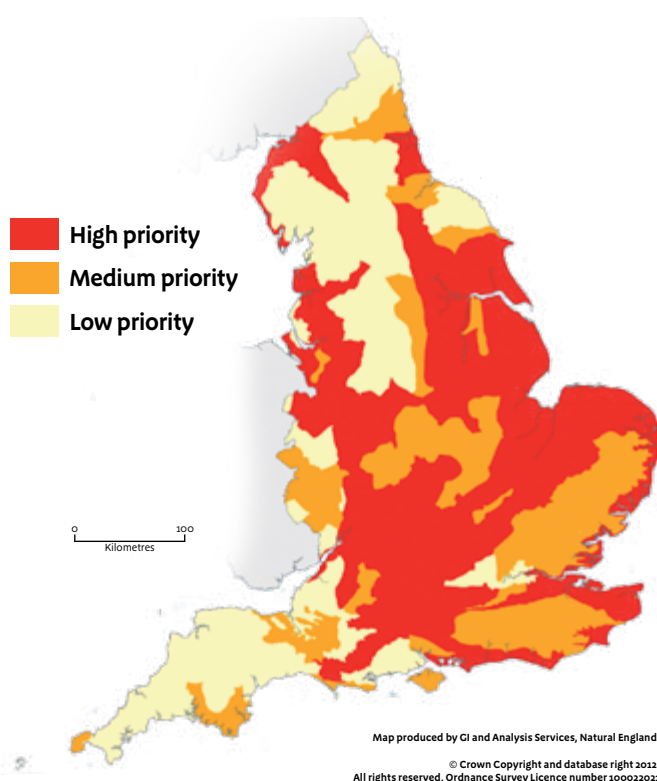 High priority
Medium priority
Low priority
0 100
Kilometres
Map produced by GI and Analysis Services, Natural England
© Crown Copyright and database right 2012
All rights reserved. Ordnance Survey Licence number